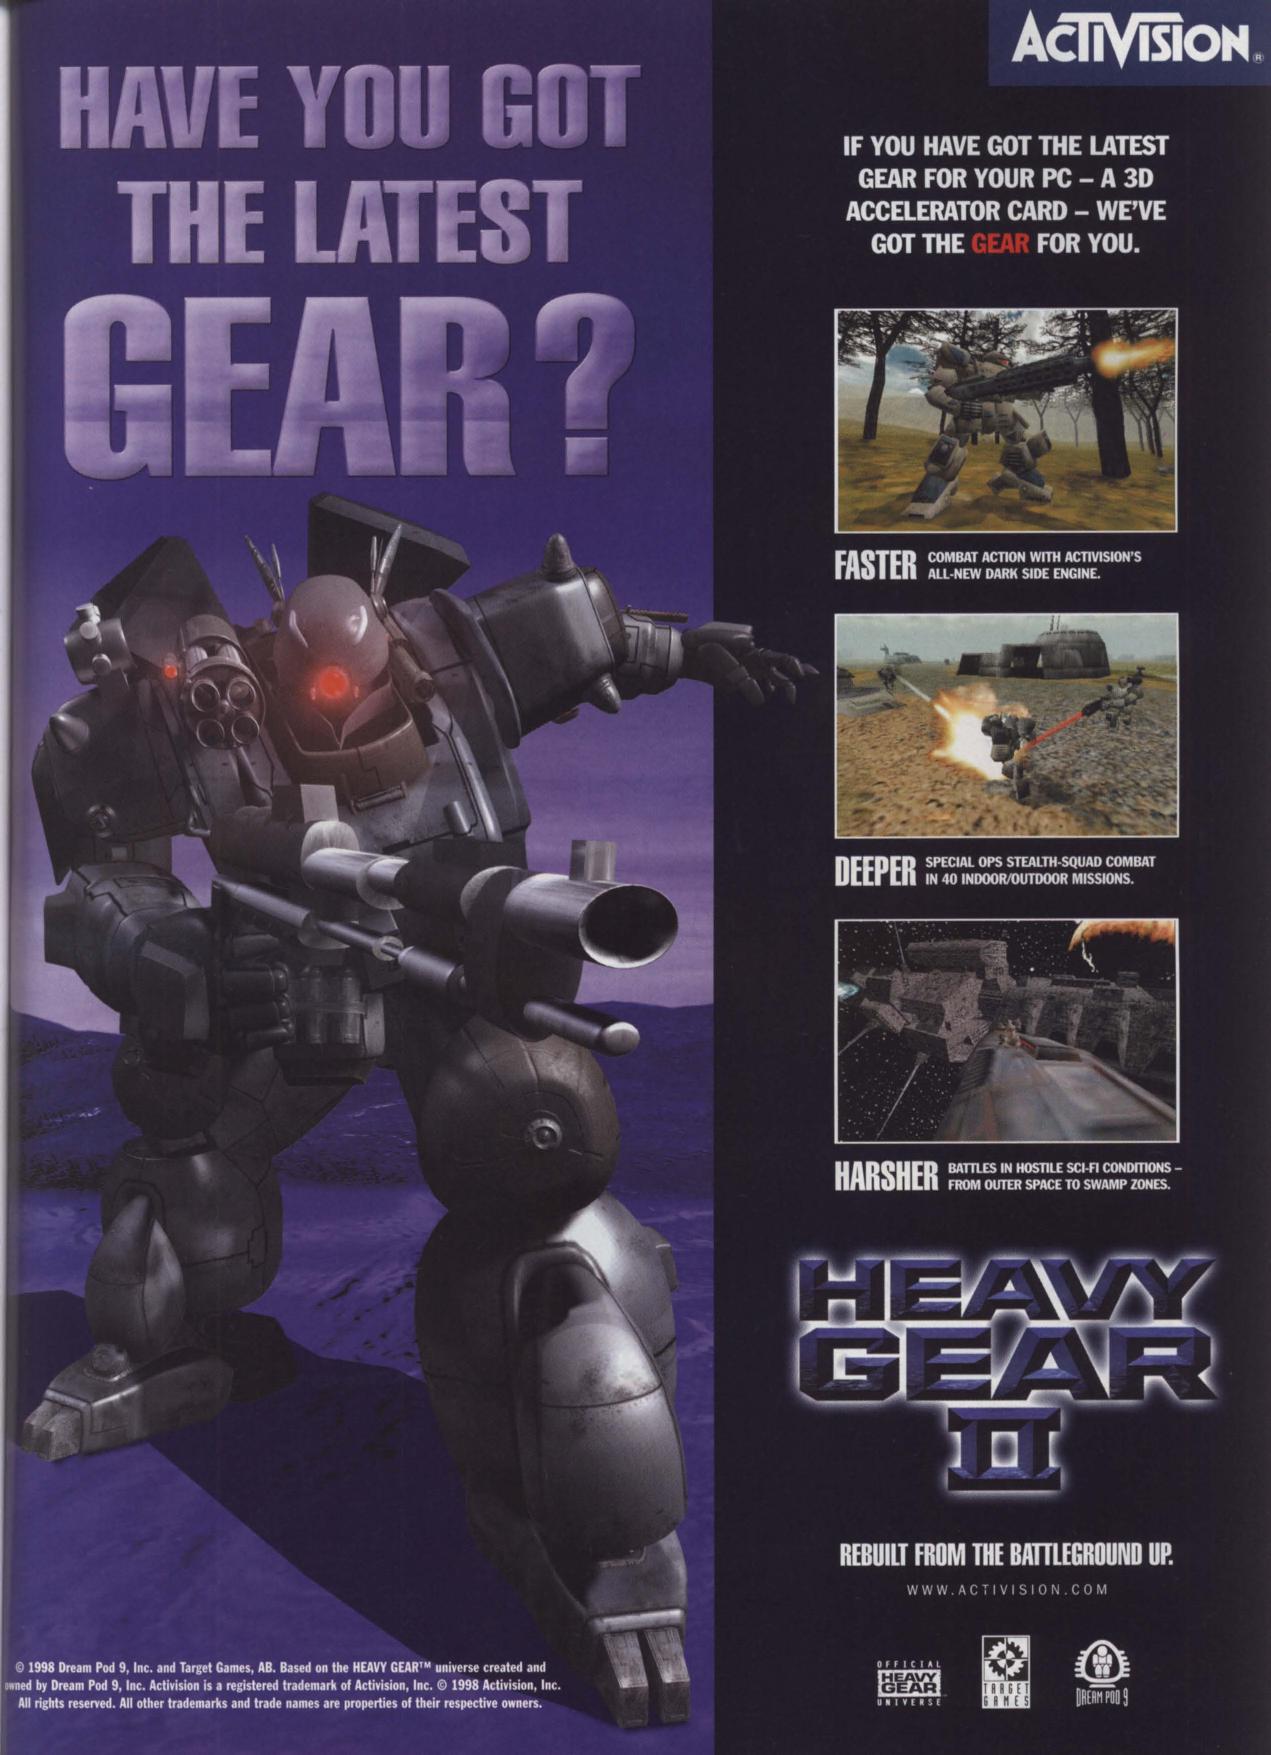 HAVE YOU GOT
THE LATEST
GEAR?
ACTIVISION®
IF YOU HAVE GOT THE LATEST
GEAR FOR YOUR PC – A 3D
ACCELERATOR CARD – WE'VE
GOT THE GEAR FOR YOU.
FASTER COMBAT ACTION WITH ACTIVISION'S
ALL-NEW DARK SIDE ENGINE.
DEEPER SPECIAL OPS STEALTH-SQUAD COMBAT
IN 40 INDOOR/OUTDOOR MISSIONS.
HARSHER BATTLES IN HOSTILE SCI-FI CONDITIONS –
FROM OUTER SPACE TO SWAMP ZONES.
HEAVY
GEAR
II
REBUILT FROM THE BATTLEGROUND UP.
WWW.ACTIVISION.COM
OFFICIAL
HEAVY
GEAR
UNIVERSE
TARGET
GAMES
DREAM POD 9
© 1998 Dream Pod 9, Inc. and Target Games, AB. Based on the HEAVY GEAR™ universe created and
owned by Dream Pod 9, Inc. Activision is a registered trademark of Activision, Inc. © 1998 Activision, Inc.
All rights reserved. All other trademarks and trade names are properties of their respective owners.